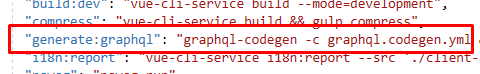 "build:dev": "vue-cli-service build --mode=development",
"compress": "vue-cli-service build && gulp compress"
"generate:graphql": "graphql-codegen -c graphql.codegen.yml
"i18n:report": "vue-cli-service i18n:report --src './client-